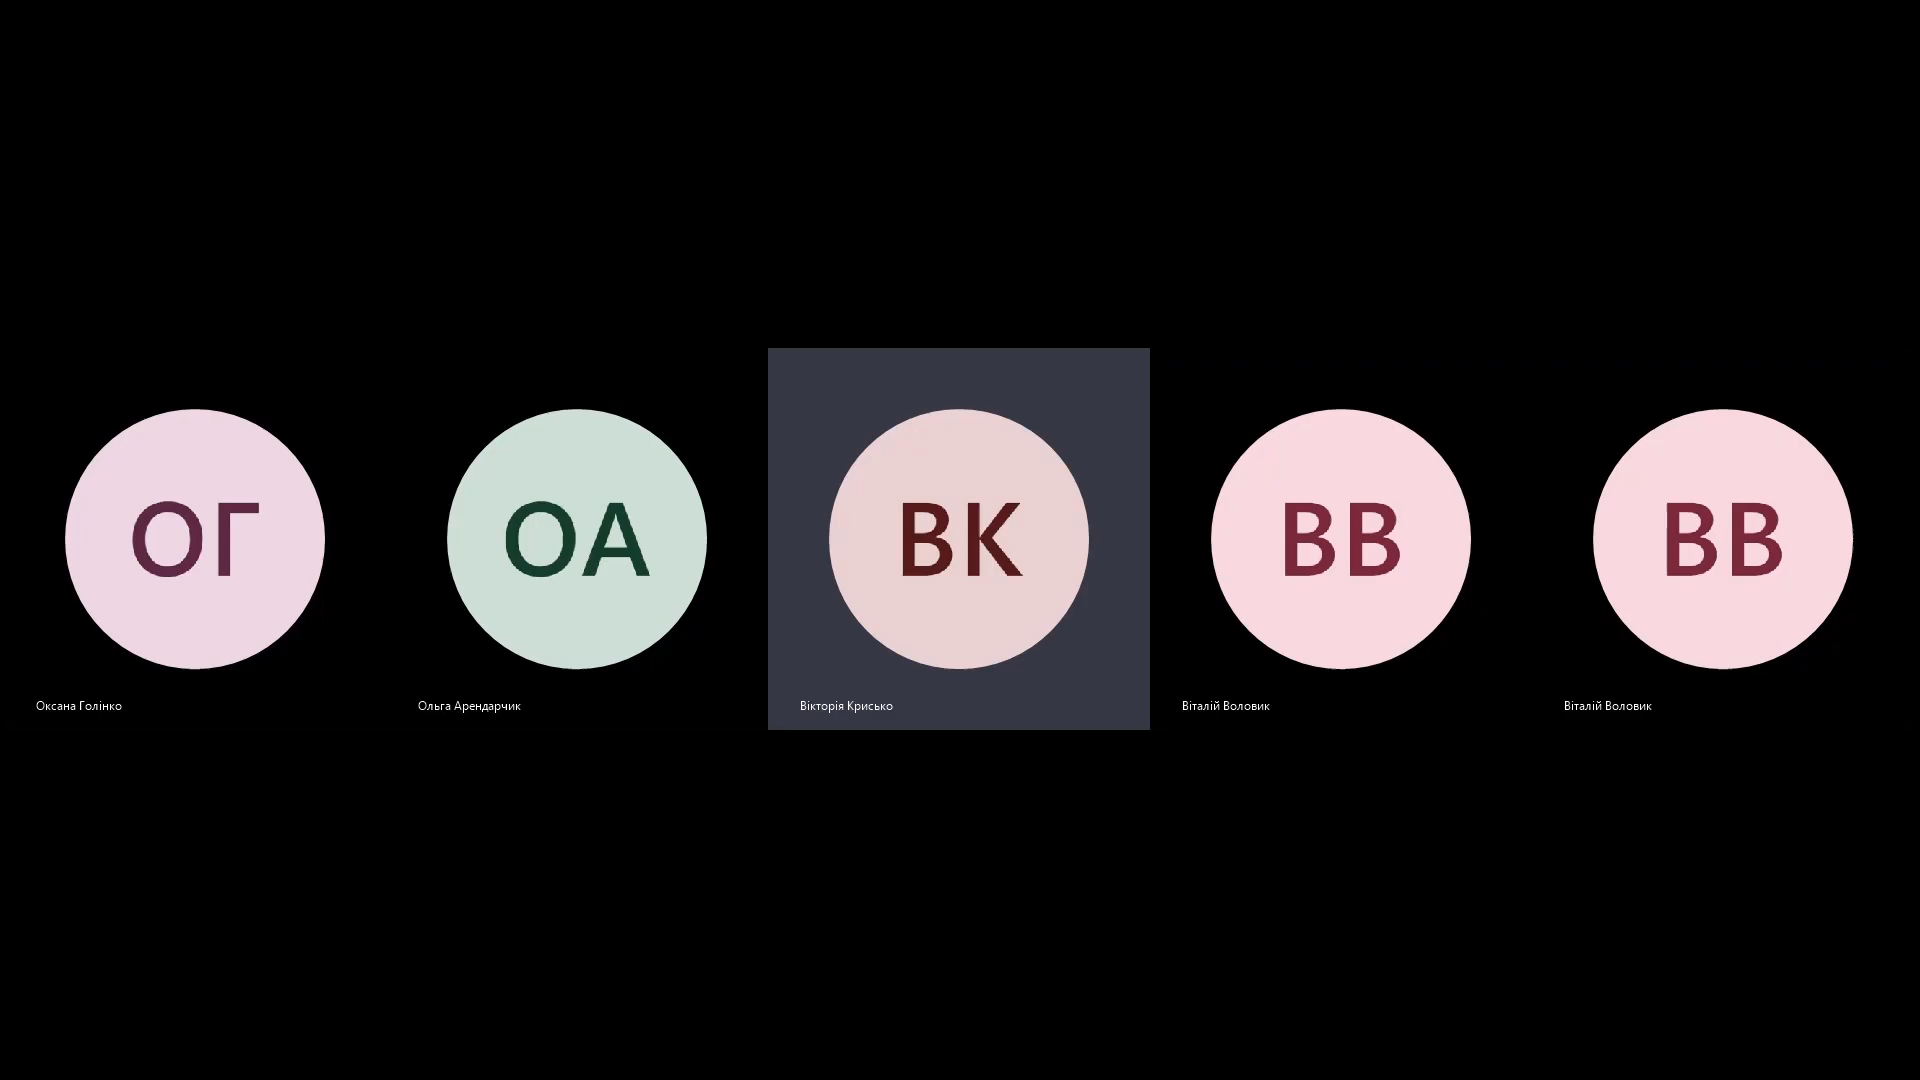 ОГ
ОА
ВК
ВВ
ВВ
Оксана Голінко
Ольга Арендарчик
Вікторія Крисько
Віталій Воловик
Віталій Воловик